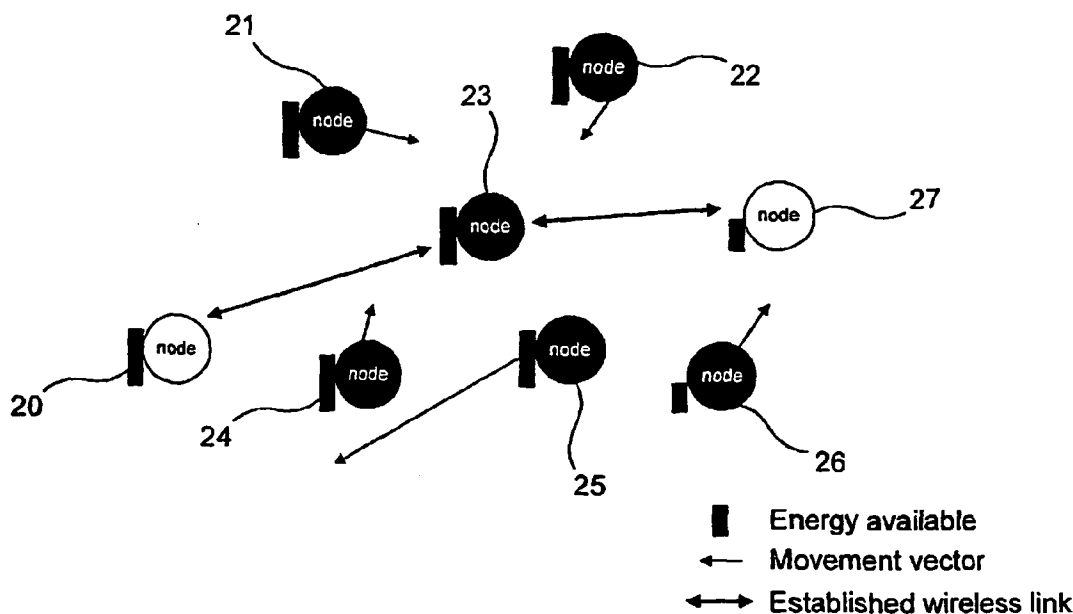 21
node
22
node
23
node
27
node
node
20
node
24
node
25
node
26
Energy available
Movement vector
Established wireless link